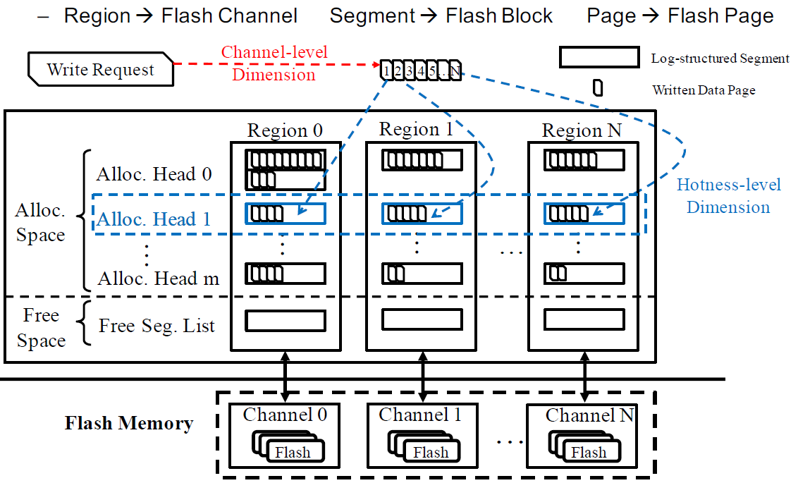 – Region → Flash Channel Segment → Flash Block Page → Flash Page
Write Request
Channel-level
Dimension
1 2 3 4 5 ... N
Log-structured Segment
Written Data Page
Region 0 Region 1 Region N
Alloc.
Space
Alloc. Head 0
Alloc. Head 1
⋮ ⋮ ⋮ ... ⋮
Alloc. Head m
Hotness-level
Dimension
Free
Space
Free Seg. List
Flash Memory
Channel 0 Channel 1 Channel N
Flash Flash ... Flash